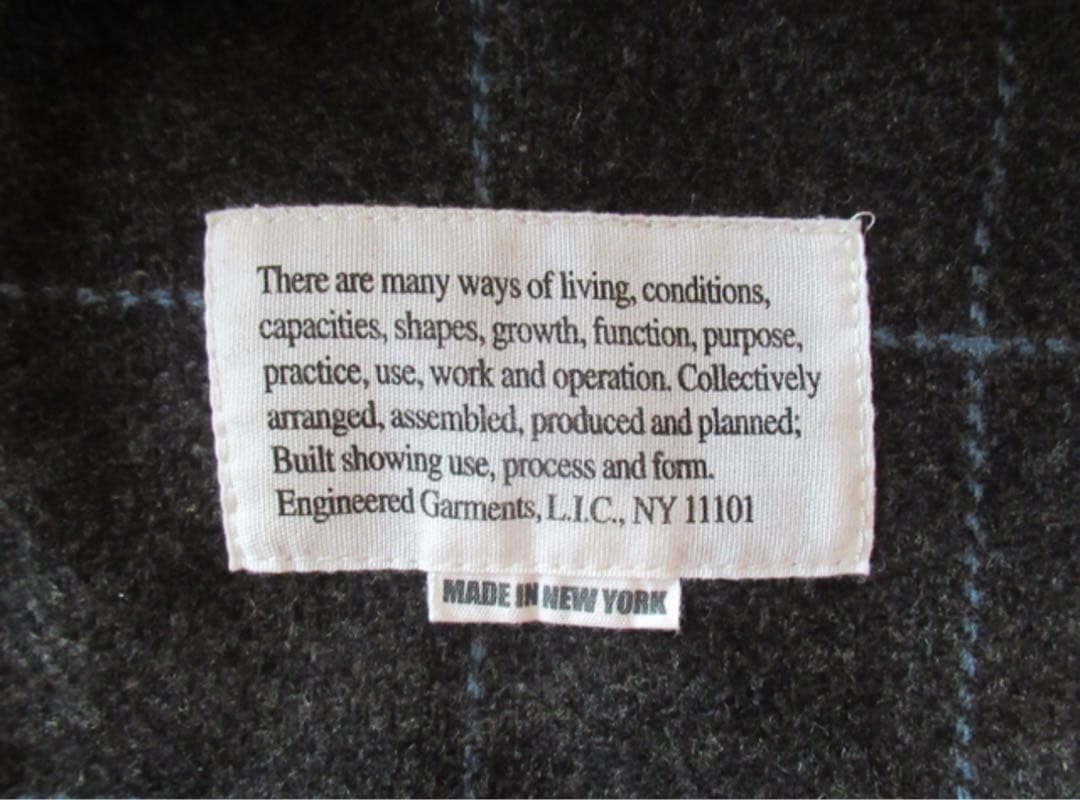 There are many ways of living, conditions,
capacities, shapes, growth, function, purpose,
practice, use, work and operation. Collectively
arranged, assembled, produced and planned;
Built showing use, process and form.
Engineered Garments, L.I.C., NY 11101
MADE IN NEW YORK